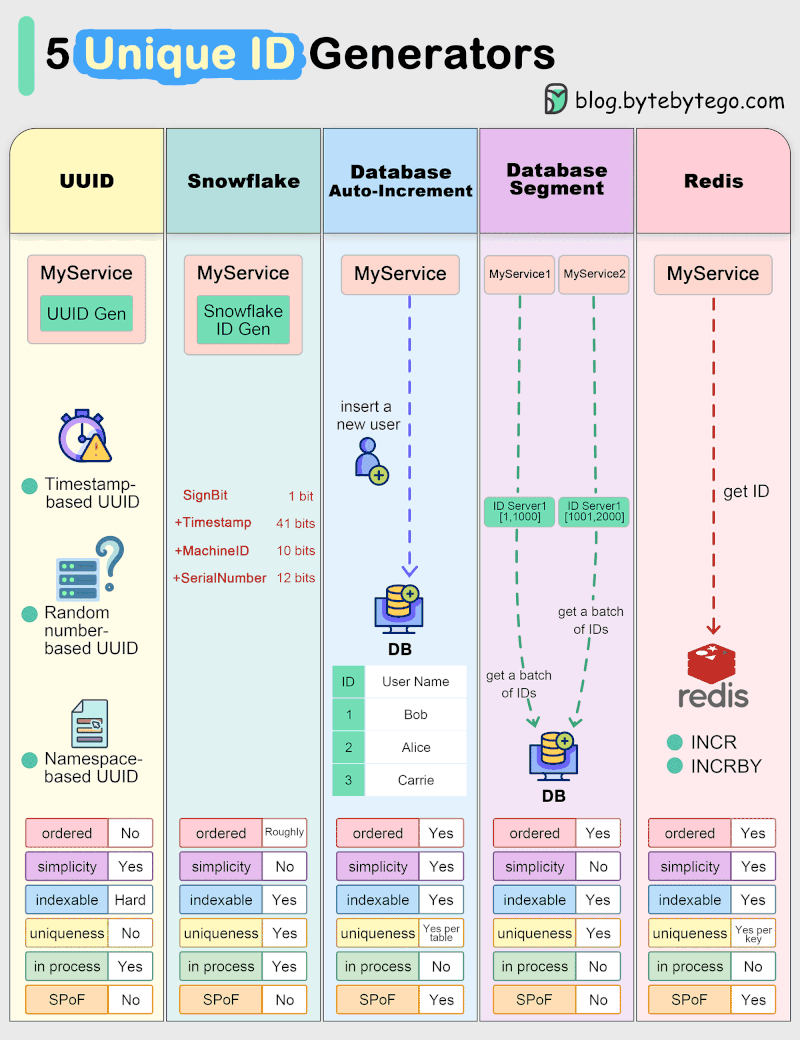 5 Unique ID Generators
blog.bytebytego.com
UUID
MyService
UUID Gen
Timestamp-
based UUID
Random
number-
based UUID
Namespace-
based UUID
ordered No
simplicity Yes
indexable Hard
uniqueness No
in process Yes
SPoF No
Snowflake
MyService
Snowflake
ID Gen
SignBit 1 bit
+Timestamp 41 bits
+MachineID 10 bits
+SerialNumber 12 bits
ordered Roughly
simplicity No
indexable Yes
uniqueness Yes
in process Yes
SPoF No
Database
Auto-Increment
MyService
insert a
new user
DB
ID User Name
1 Bob
2 Alice
3 Carrie
ordered Yes
simplicity Yes
indexable Yes
uniqueness Yes per
table
in process No
SPoF Yes
Database
Segment
MyService1 MyService2
ID Server1
[1,1000]
ID Server1
[1001,2000]
get a batch
of IDs
get a batch
of IDs
DB
ordered Yes
simplicity No
indexable Yes
uniqueness Yes
in process No
SPoF No
Redis
MyService
get ID
redis
INCR
INCRBY
ordered Yes
simplicity Yes
indexable Yes
uniqueness Yes per
key
in process No
SPoF Yes